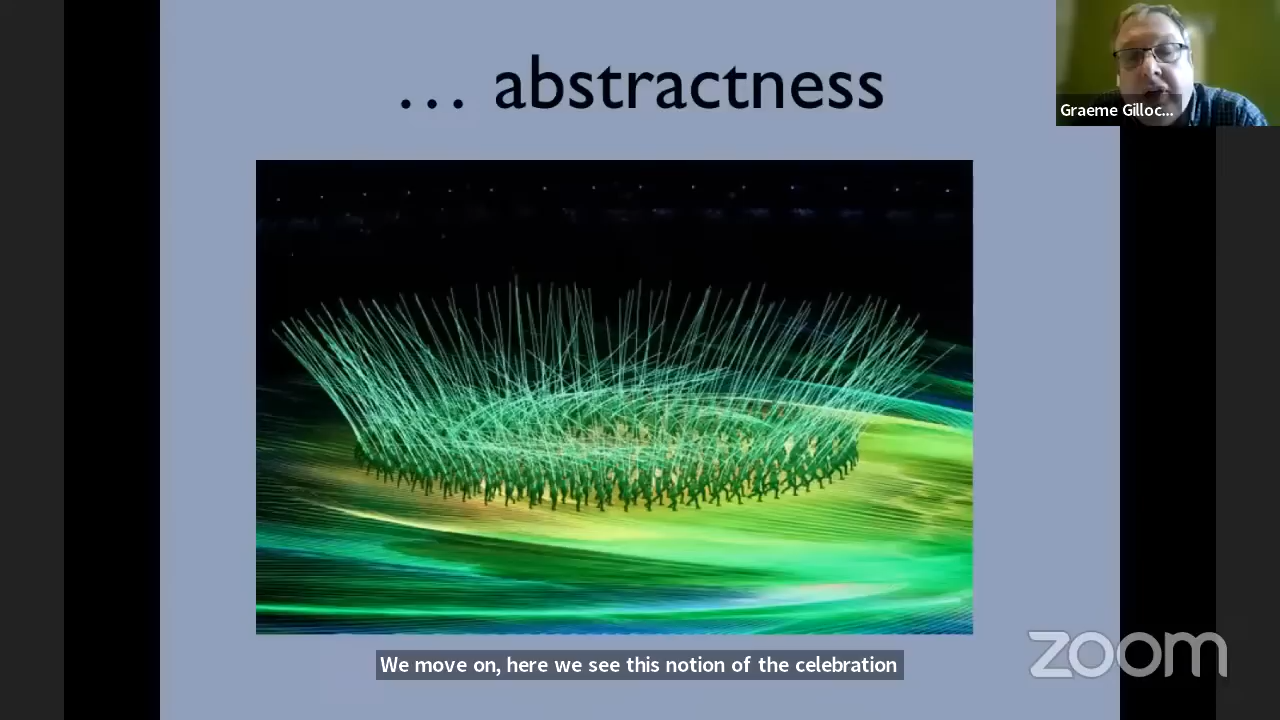 … abstractness
Graeme Gilloc...
We move on, here we see this notion of the celebration
zoom